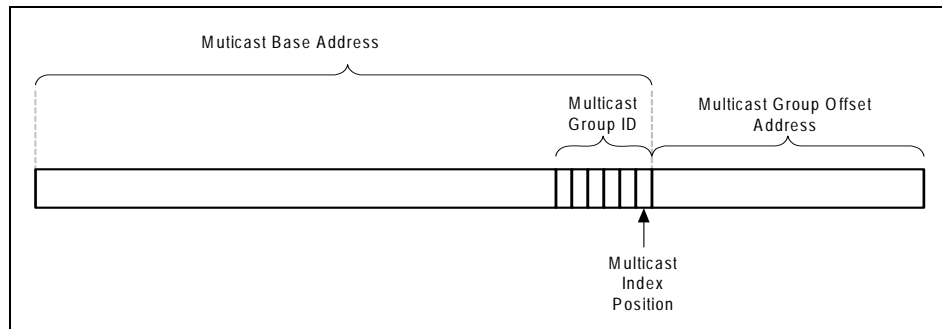 Muticast Base Address
Multicast
Group ID
Multicast Group Offset
Address
Multicast
Index
Position